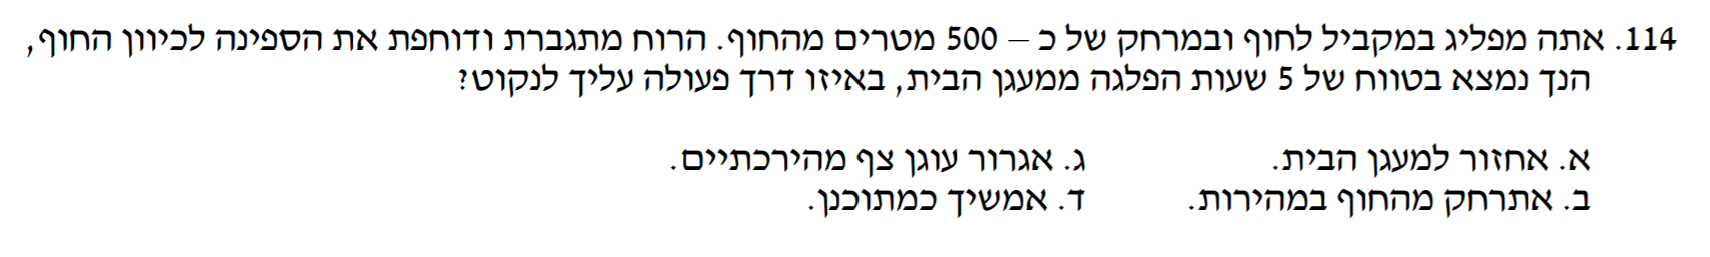 114. אתה מפליג במקביל לחוף ובמרחק של כ – 500 מטרים מהחוף. הרוח מתגברת ודוחפת את הספינה לכיוון החוף,
הנך נמצא בטווח של 5 שעות הפלגה ממעגן הבית, באיזו דרך פעולה עליך לנקוט?
א. אחזור למעגן הבית. ג. אגרור עוגן צף מהירכתיים.
ב. אתרחק מהחוף במהירות. ד. אמשיך כמתוכנן.